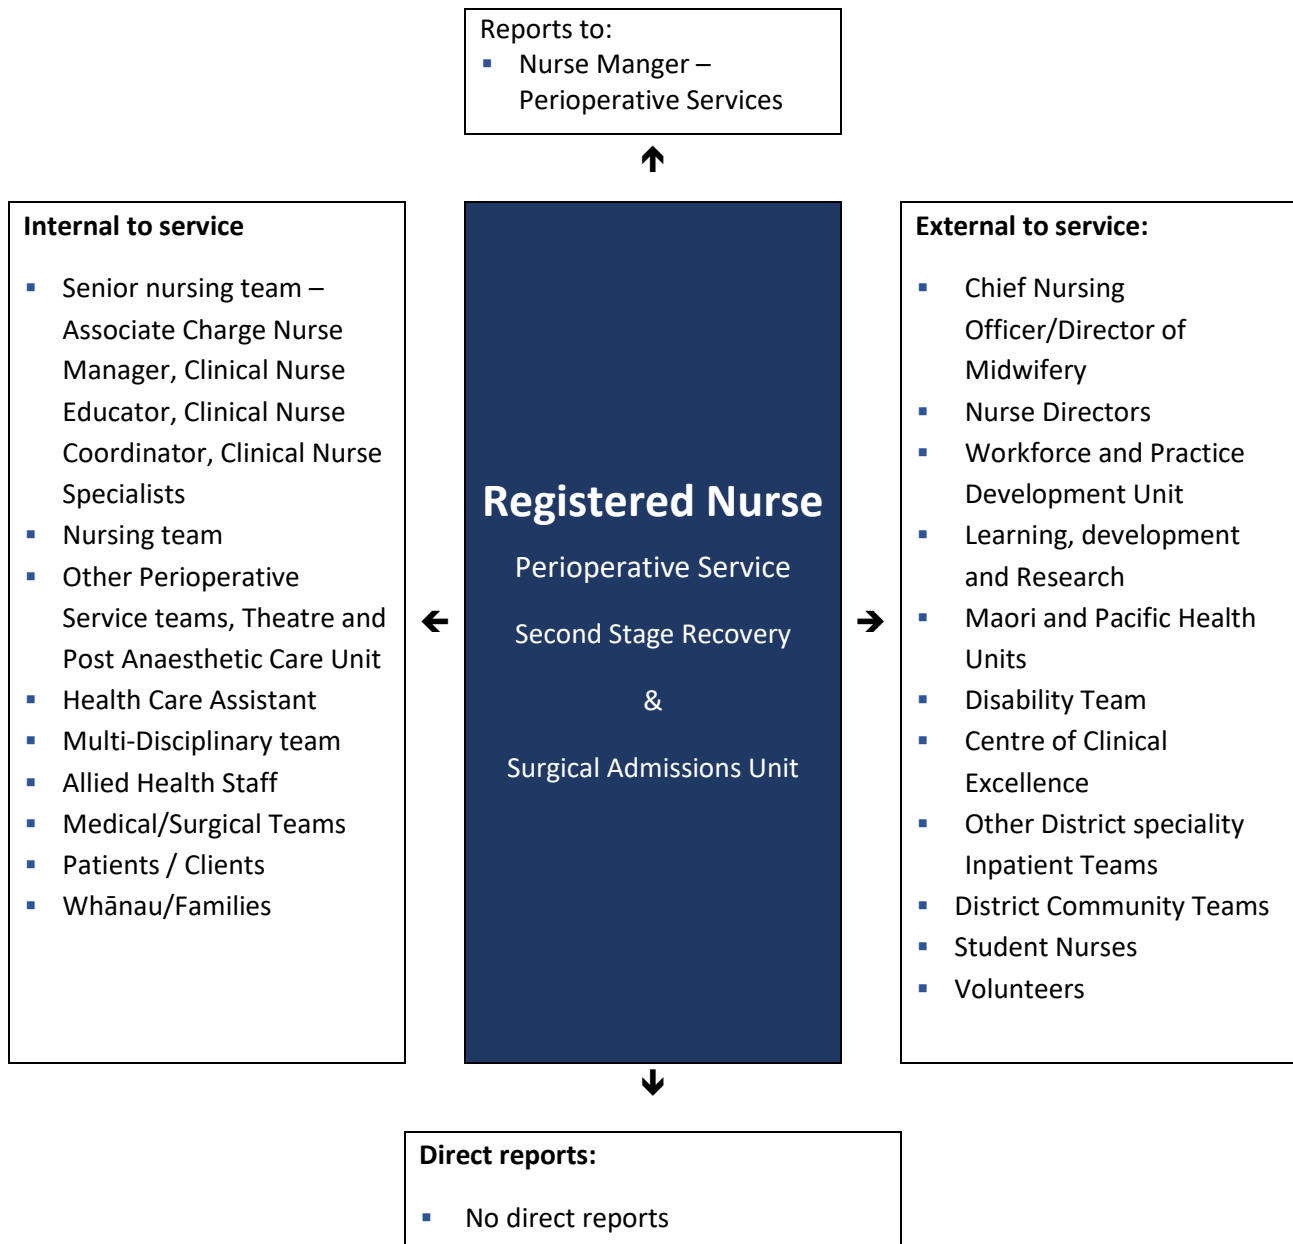 Reports to:
▪ Nurse Manger –
Perioperative Services
Internal to service
▪ Senior nursing team –
Associate Charge Nurse
Manager, Clinical Nurse
Educator, Clinical Nurse
Coordinator, Clinical Nurse
Specialists
▪ Nursing team
▪ Other Perioperative
Service teams, Theatre and
Post Anaesthetic Care Unit
▪ Health Care Assistant
▪ Multi-Disciplinary team
▪ Allied Health Staff
▪ Medical/Surgical Teams
▪ Patients / Clients
▪ Whānau/Families
Registered Nurse
Perioperative Service
Second Stage Recovery
&
Surgical Admissions Unit
External to service:
▪ Chief Nursing
Officer/Director of
Midwifery
▪ Nurse Directors
▪ Workforce and Practice
Development Unit
▪ Learning, development
and Research
▪ Maori and Pacific Health
Units
▪ Disability Team
▪ Centre of Clinical
Excellence
▪ Other District speciality
Inpatient Teams
▪ District Community Teams
▪ Student Nurses
▪ Volunteers
Direct reports:
▪ No direct reports